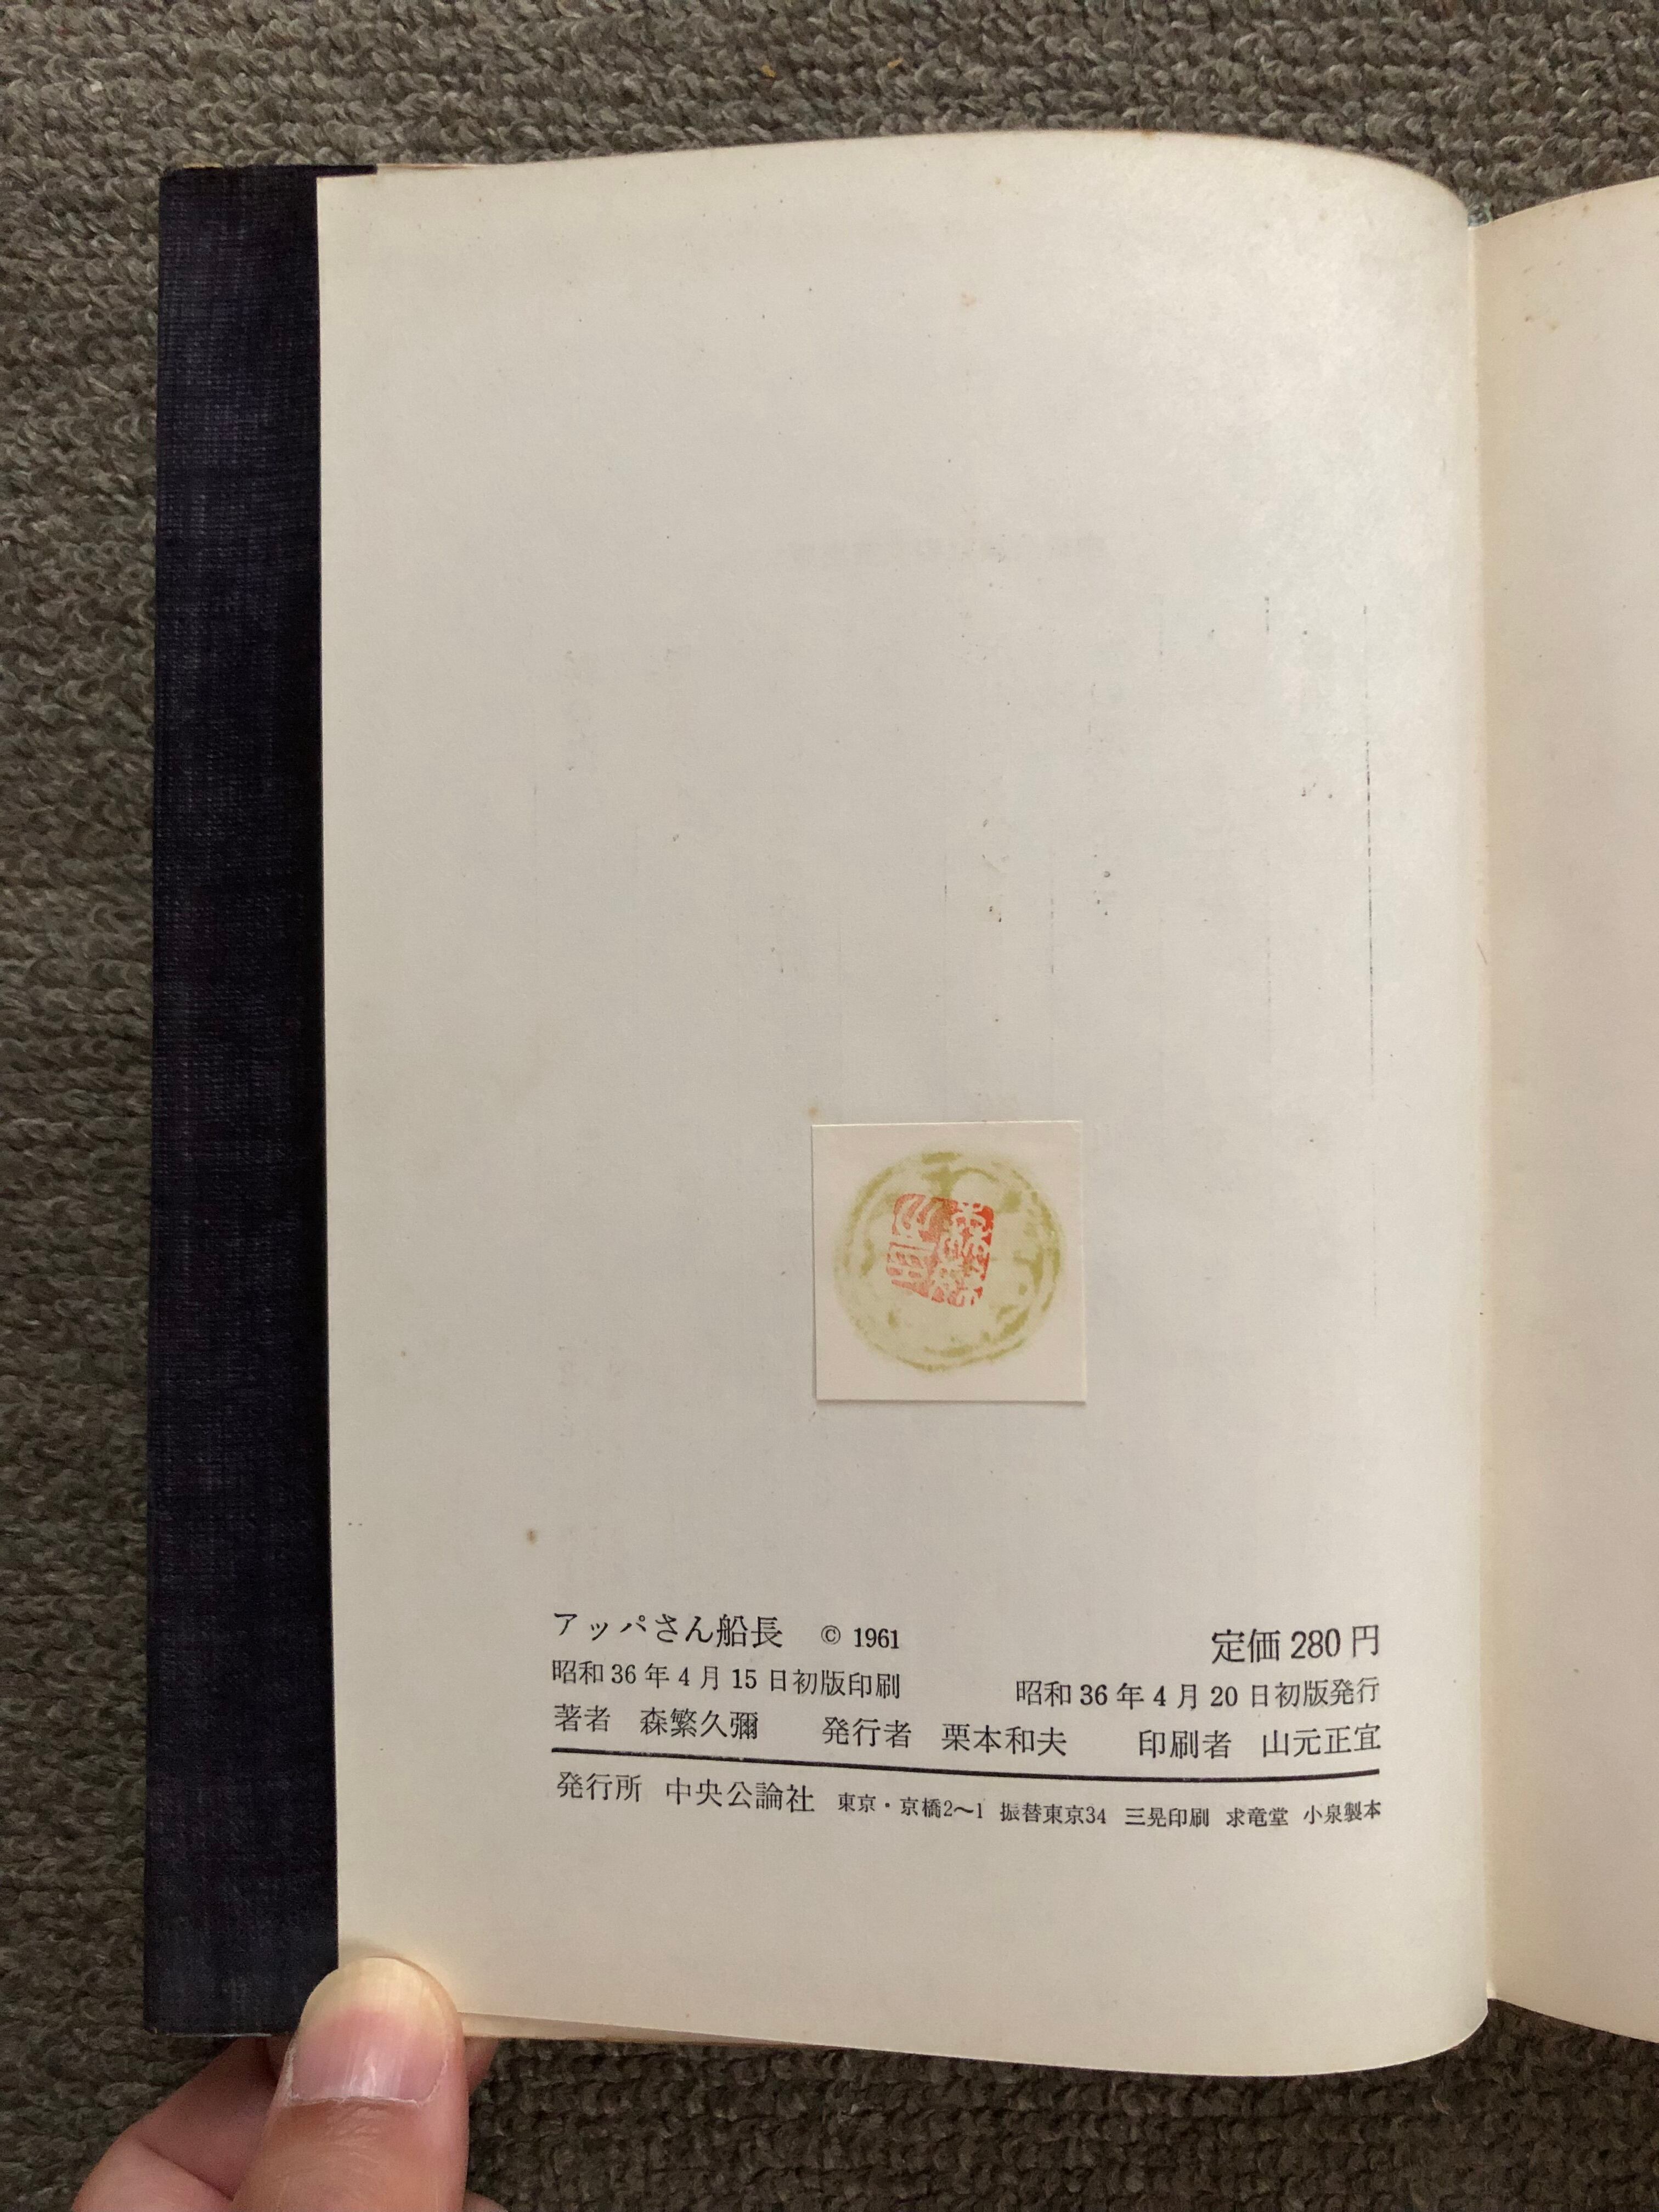 アッパさん船長 © 1961
定価 280 円
昭和 36 年 4 月 15 日初版印刷
昭和 36 年 4 月 20 日初版発行
著者 森繁久彌 発行者 栗本和夫 印刷者 山元正宜
発行所 中央公論社 東京・京橋2〜1 振替東京34 三晃印刷 求竜堂 小泉製本